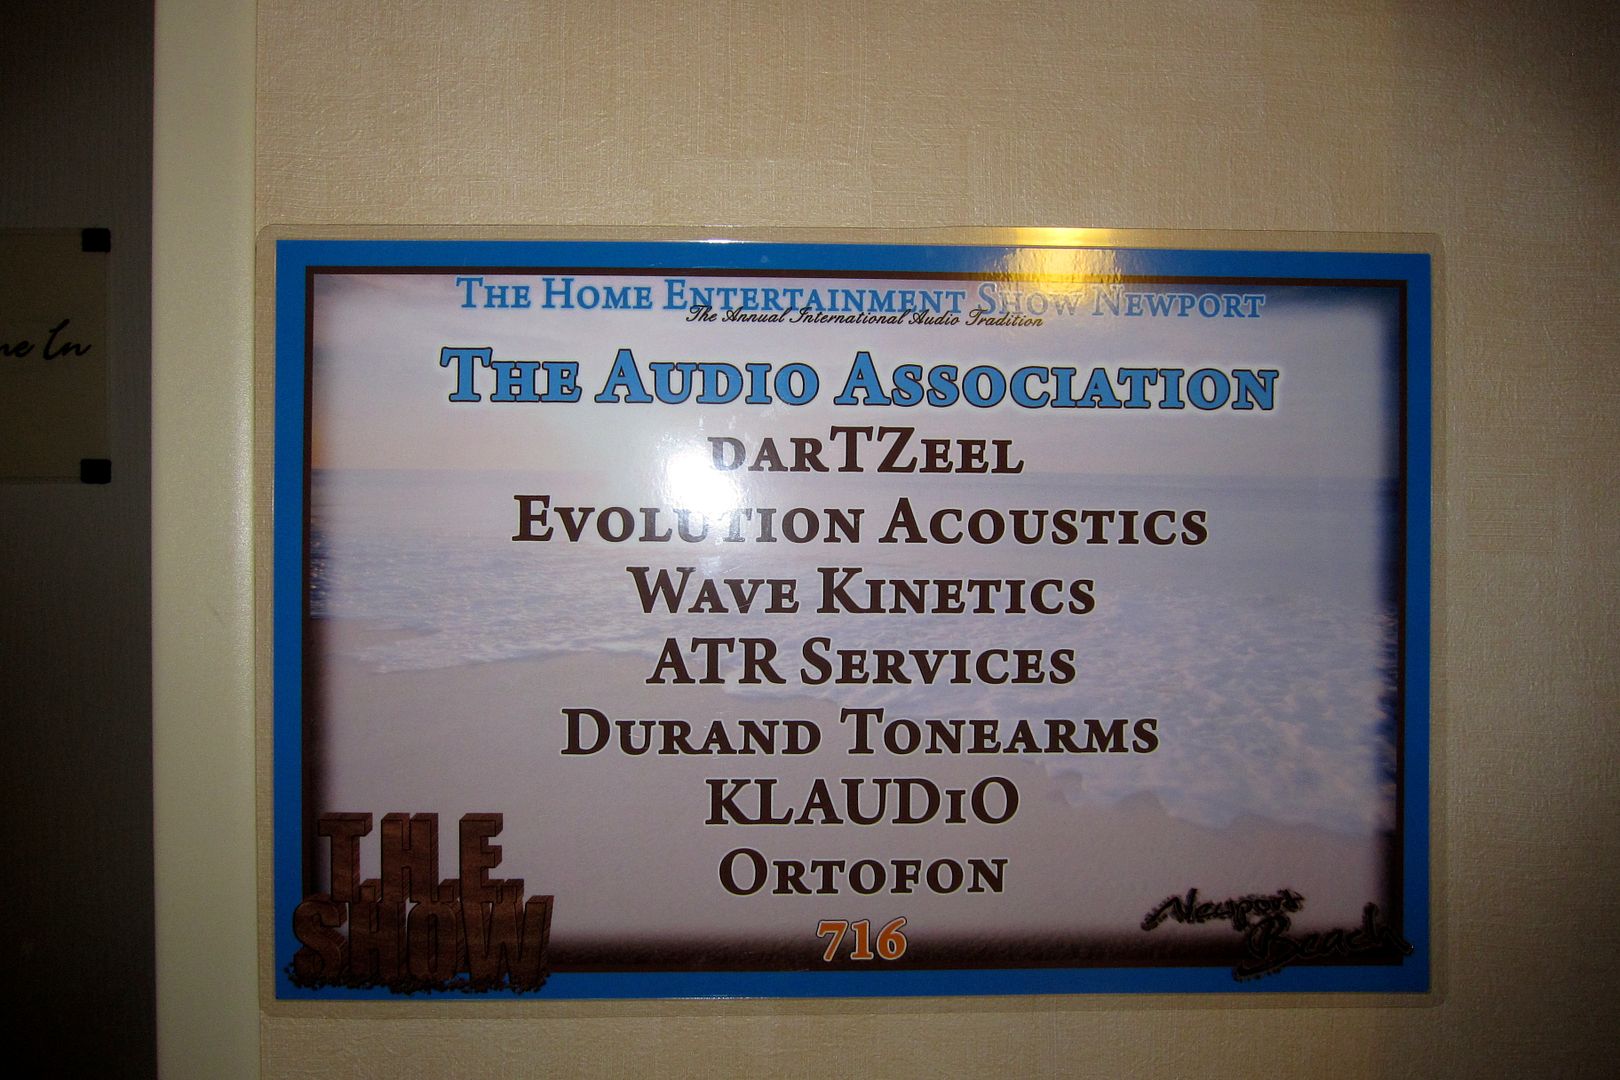 The Home Entertainment Show Newport
The Annual International Audio Tradition
The Audio Association
darTZeel
Evolution Acoustics
Wave Kinetics
ATR Services
Durand Tonearms
KLAUDiO
Ortofon
716
T.H.E.
SHOW
Newport
Beach
In